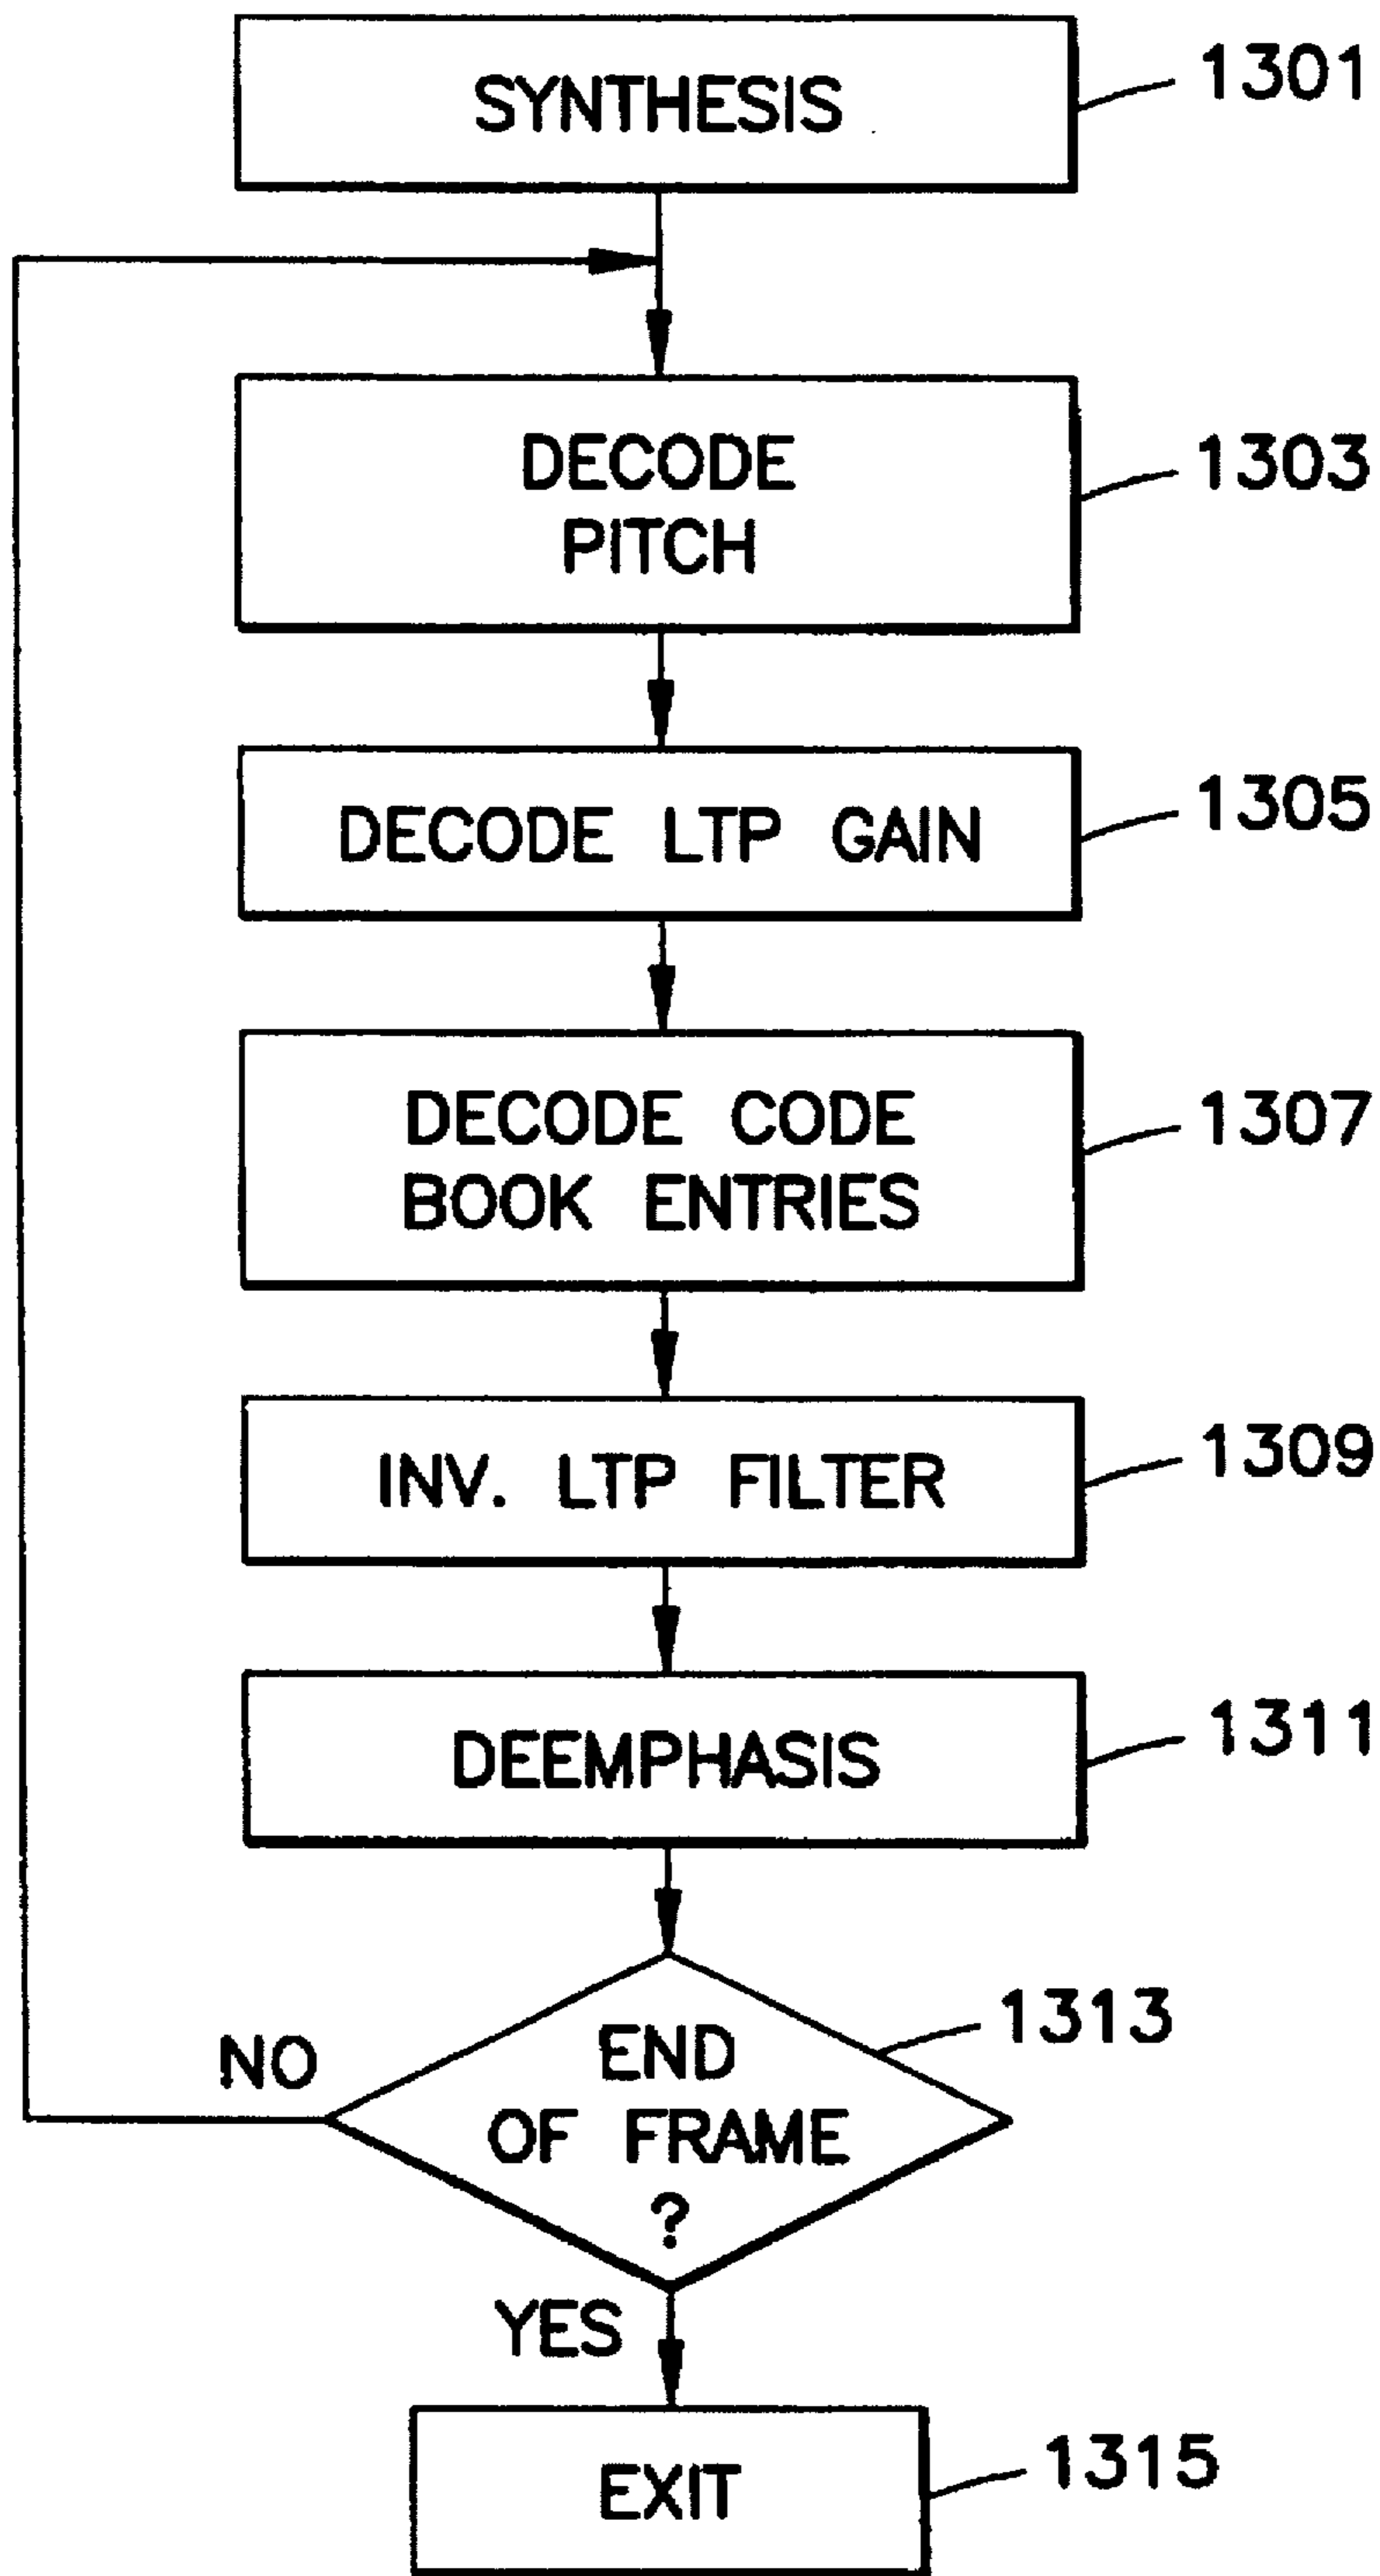 SYNTHESIS
1301
DECODE
PITCH
1303
DECODE LTP GAIN
1305
DECODE CODE
BOOK ENTRIES
1307
INV. LTP FILTER
1309
DEEMPHASIS
1311
END
OF FRAME
?
1313
NO
YES
EXIT
1315